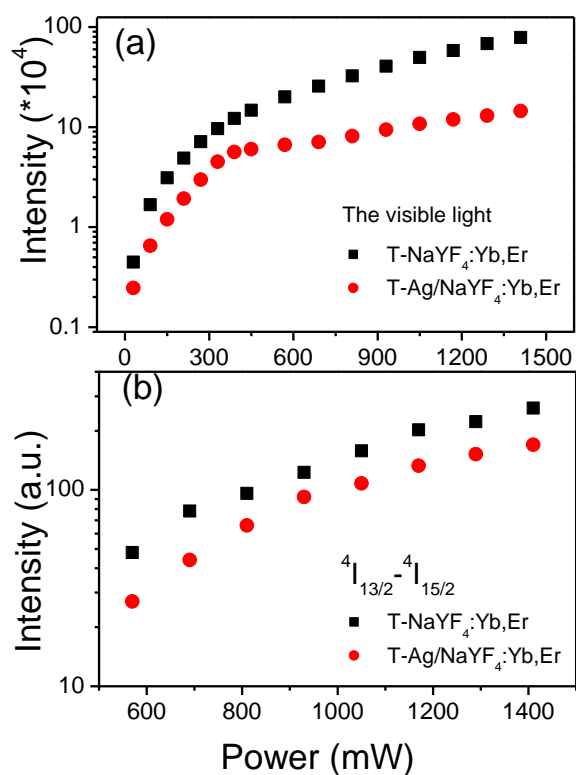 (a)
Intensity (*10^4)
100
10
1
0.1
The visible light
T-NaYF4:Yb,Er
T-Ag/NaYF4:Yb,Er
0 300 600 900 1200 1500
(b)
Intensity (a.u.)
100
10
4I13/2-4I15/2
T-NaYF4:Yb,Er
T-Ag/NaYF4:Yb,Er
600 800 1000 1200 1400
Power (mW)